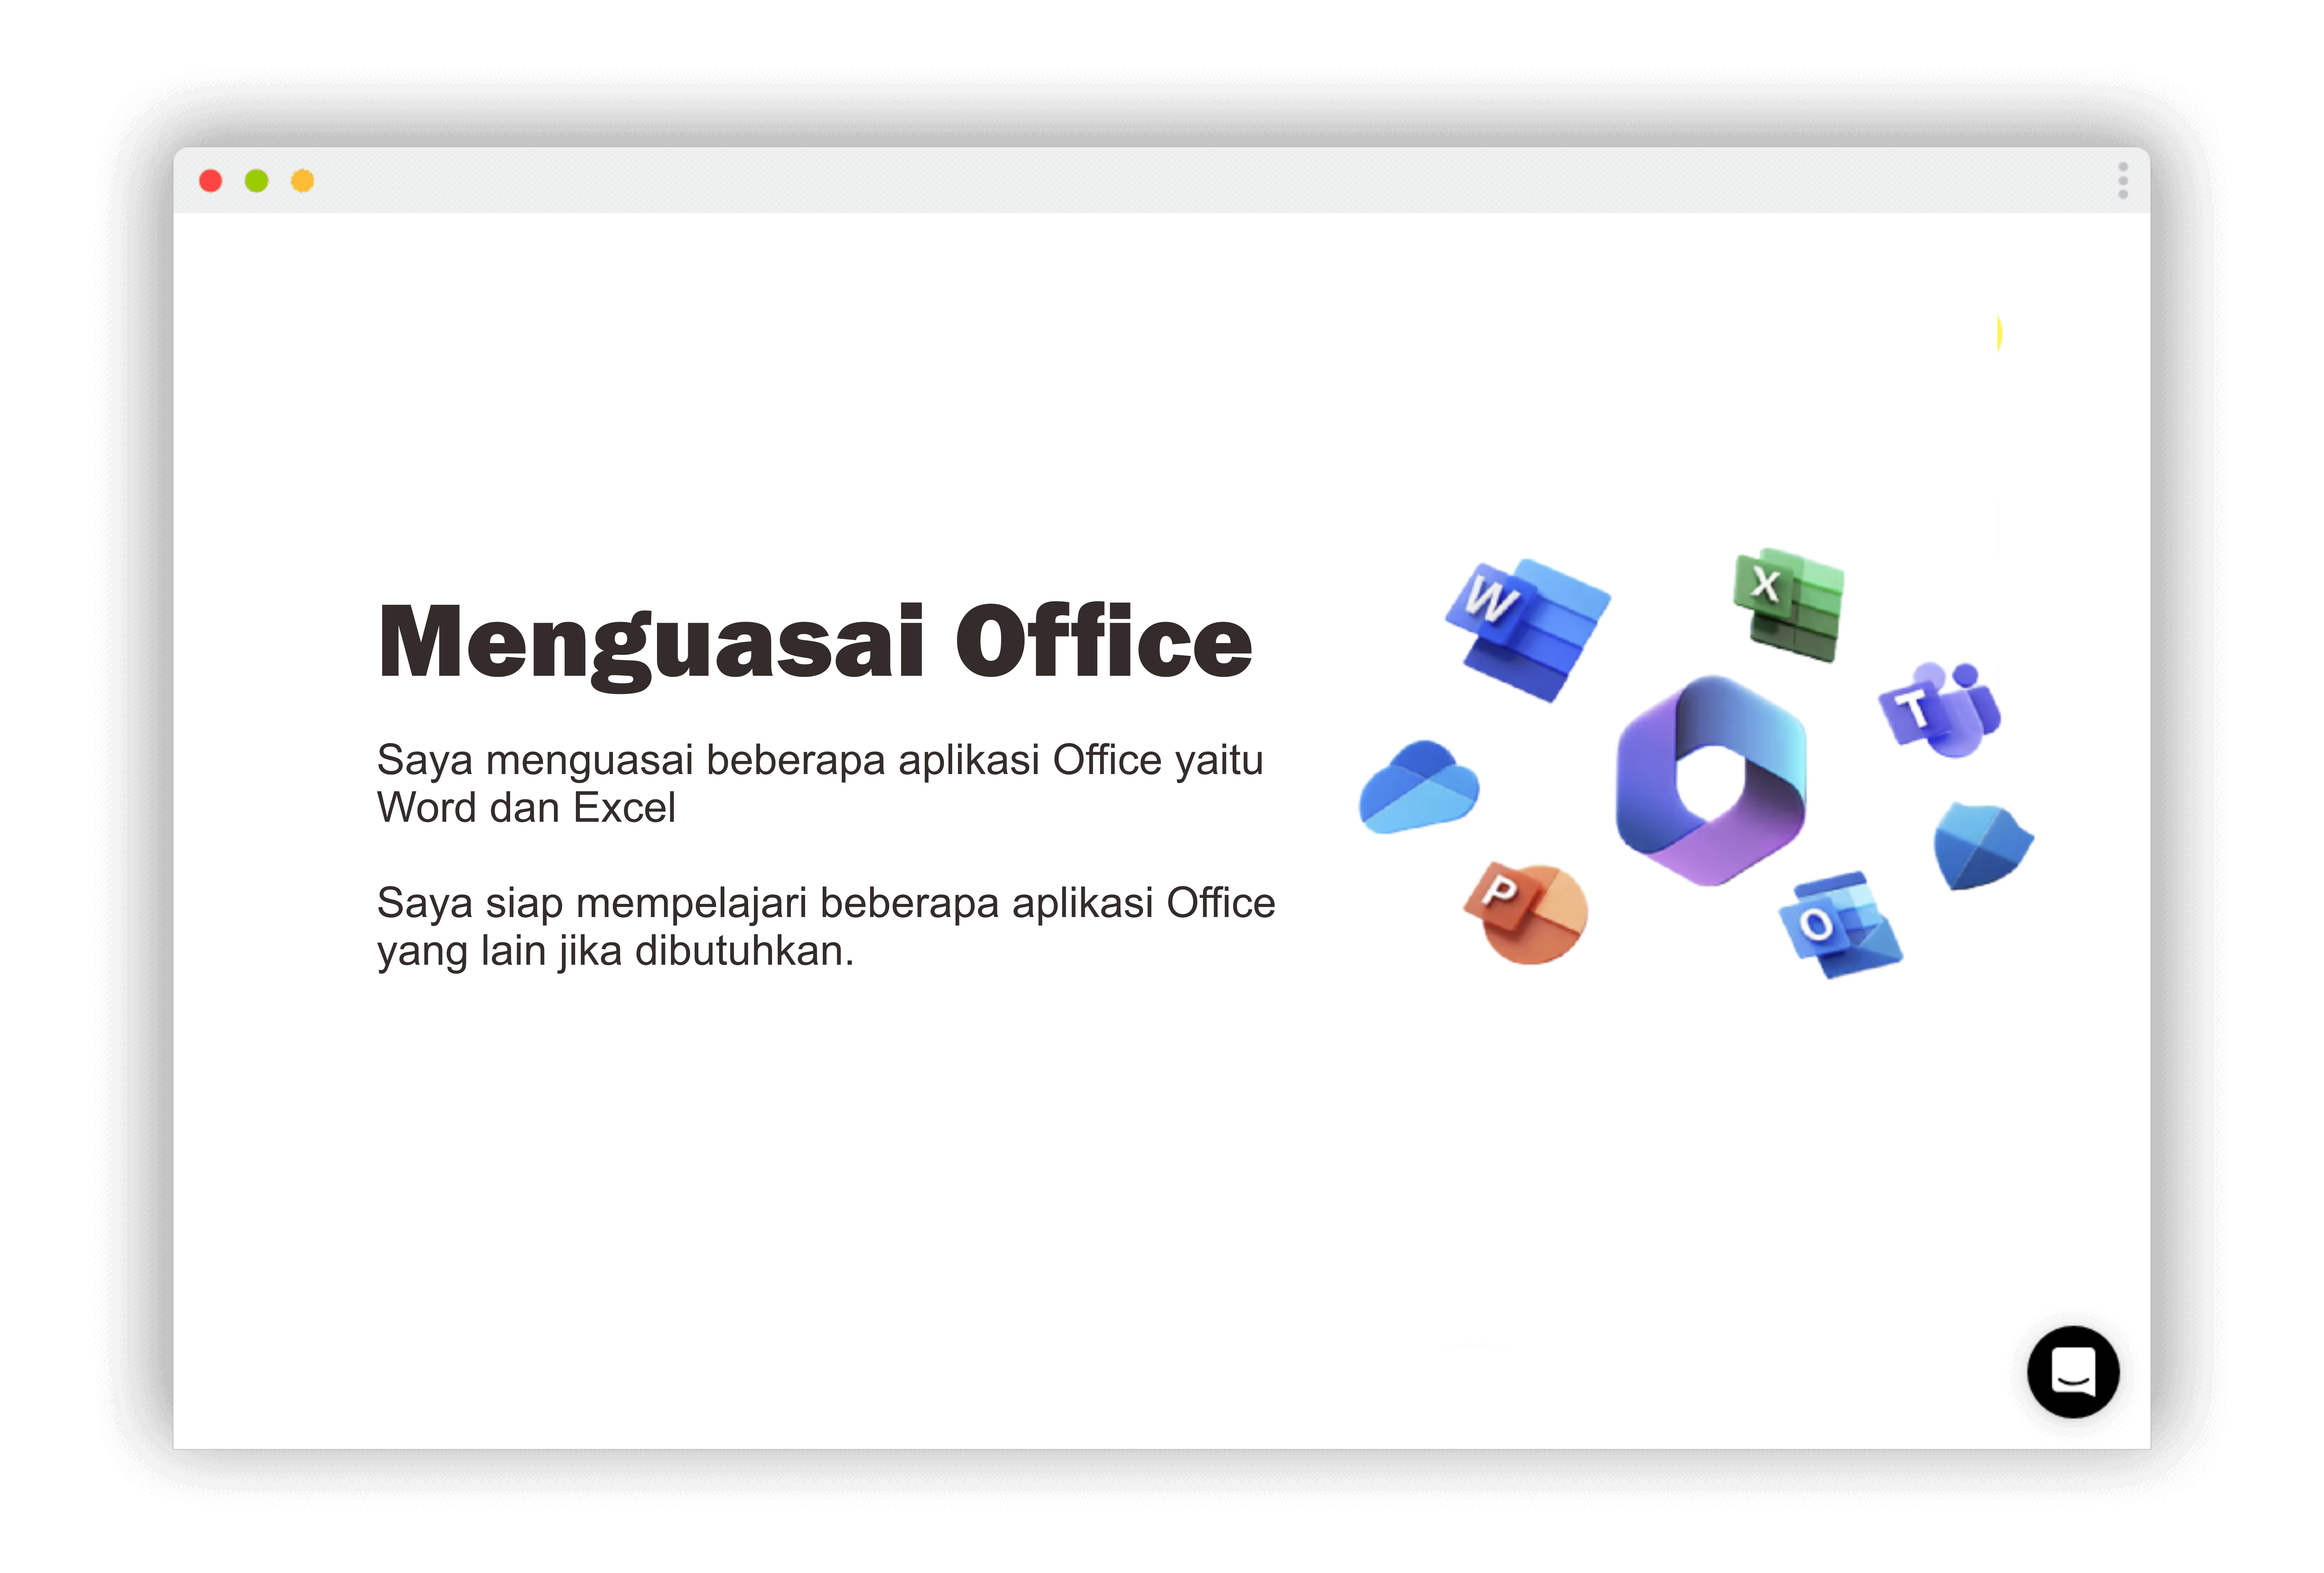 Menguasai Office
Saya menguasai beberapa aplikasi Office yaitu
Word dan Excel
Saya siap mempelajari beberapa aplikasi Office
yang lain jika dibutuhkan.
W
X
T
P
O